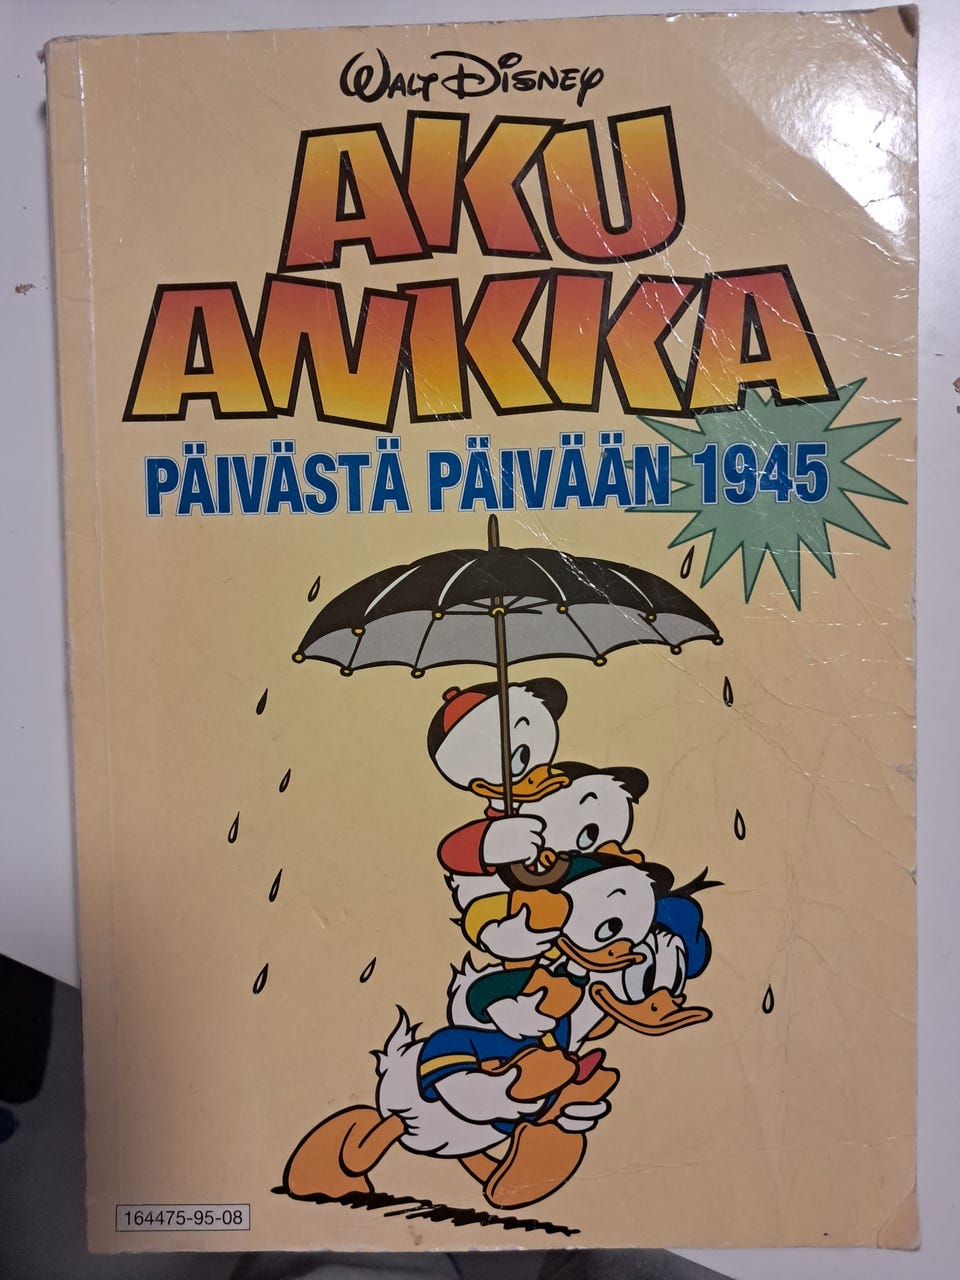 WALT DISNEY
AKU
ANKKA
PÄIVÄSTÄ PÄIVÄÄN 1945
164475-95-08